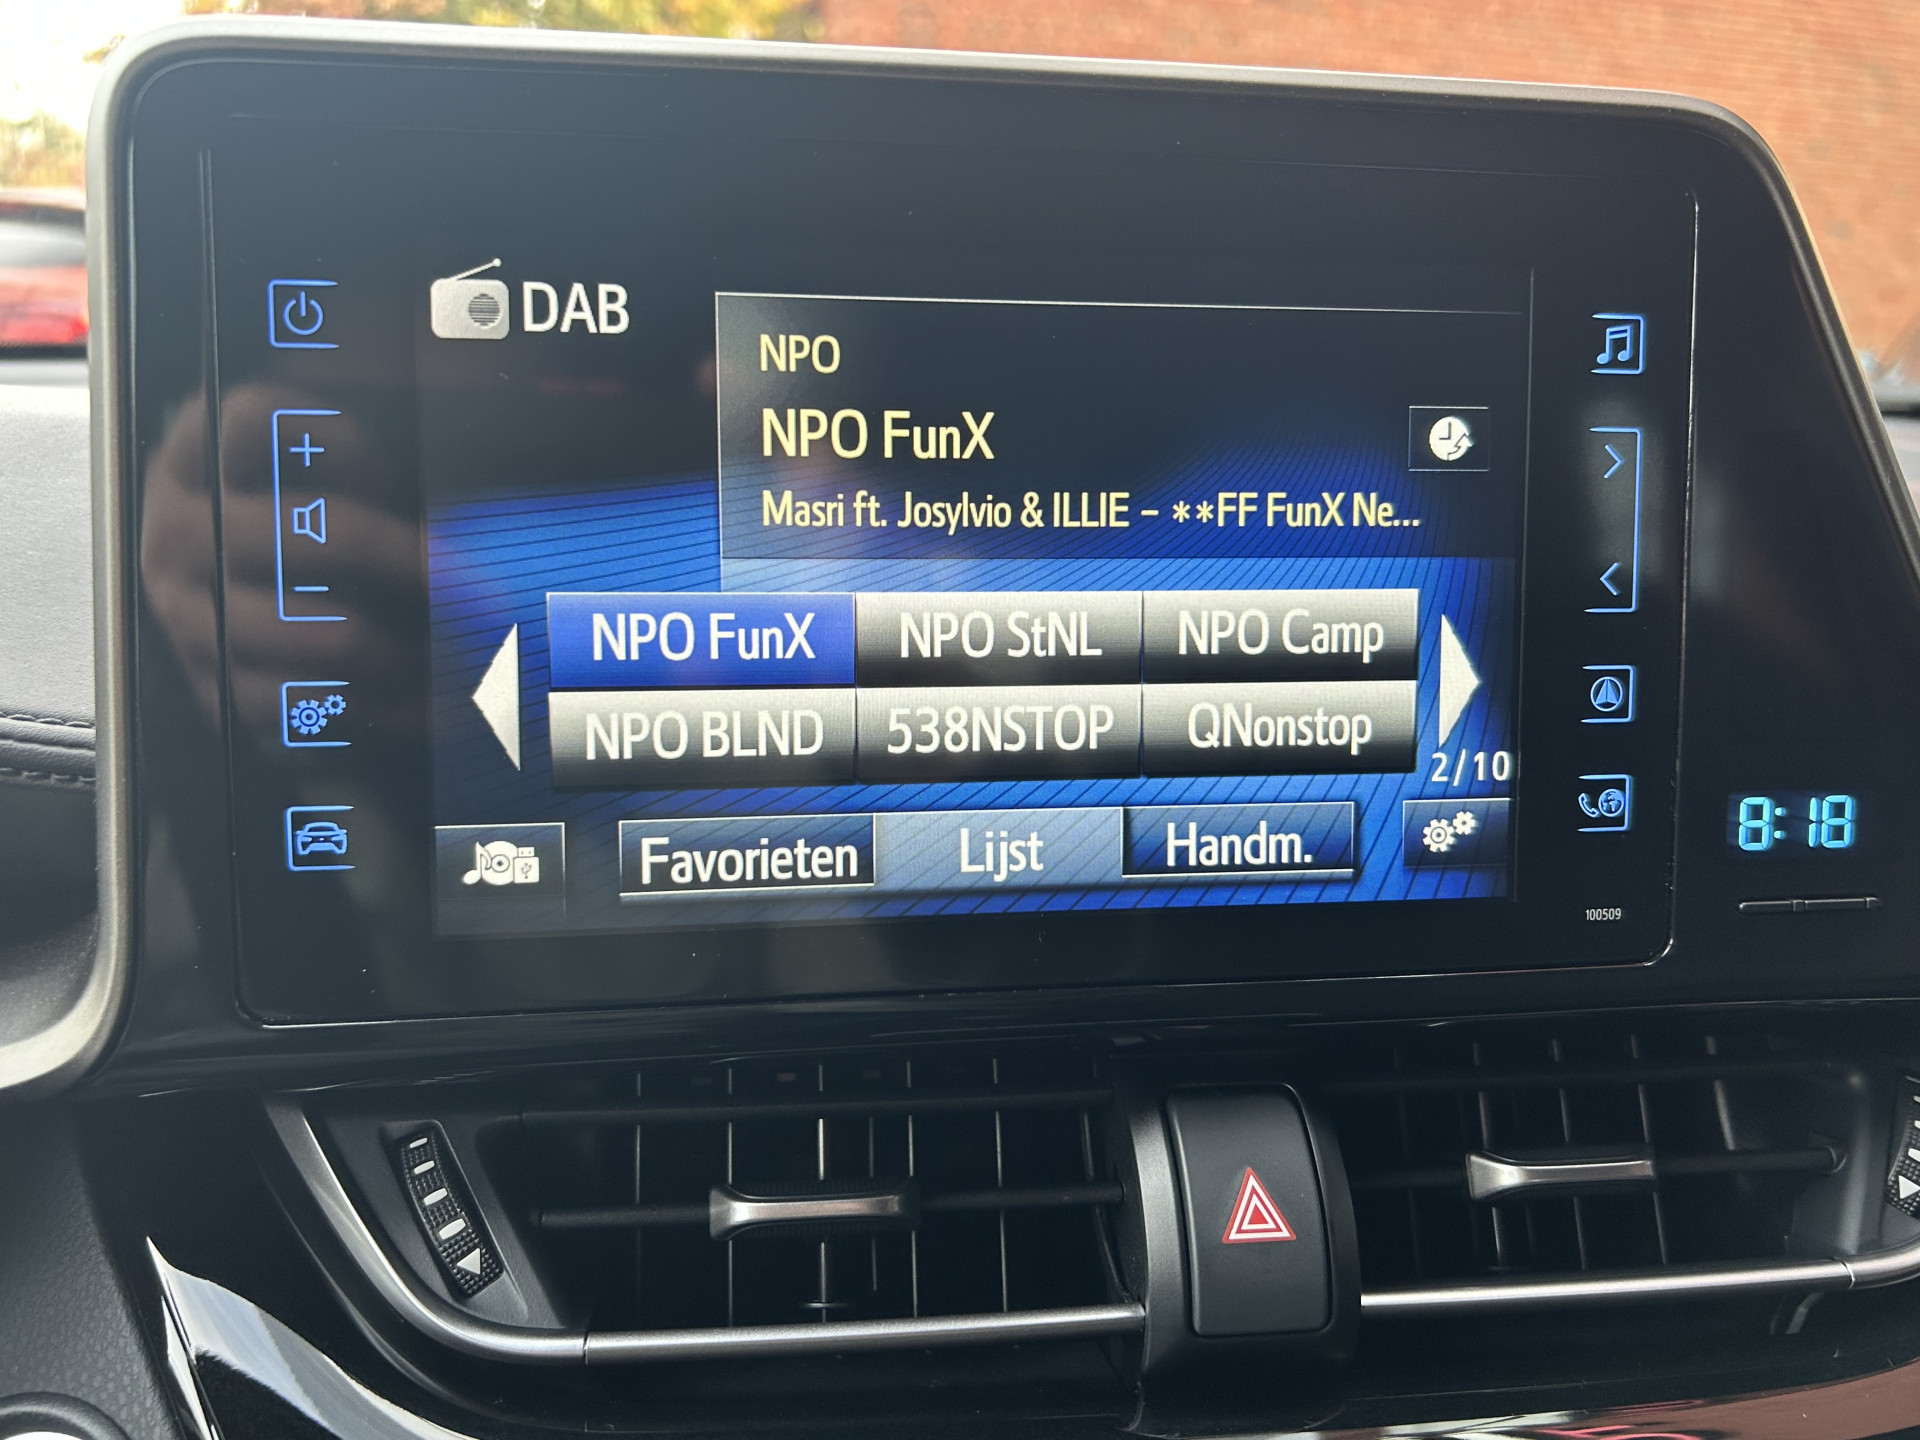 DAB
NPO
NPO FunX
Masri ft. Josylvio & ILLIE - **FF FunX Ne...
NPO FunX NPO StNL NPO Camp
NPO BLND 538NSTOP QNonstop
2/10
Favorieten Lijst Handm.
8:18
100509